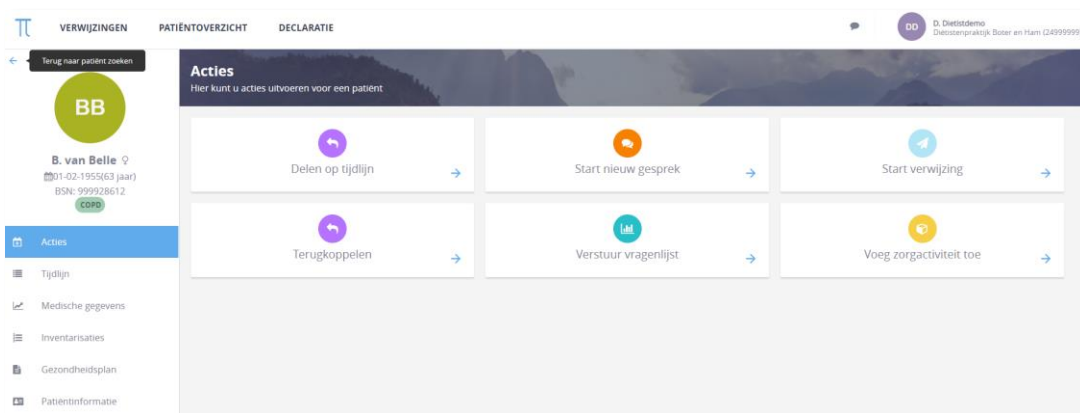 VERWIJZINGEN PATIËNTOVERZICHT DECLARATIE
DD D. Dietistdemo
Diëtistenpraktijk Boter en Ham (24999999
Terug naar patiënt zoeken
BB
B. van Belle
01-02-1955(63 jaar)
BSN: 999928612
COPD
Acties
Tijdlijn
Medische gegevens
Inventarisaties
Gezondheidsplan
Patiëntinformatie
Acties
Hier kunt u acties uitvoeren voor een patiënt
Delen op tijdlijn
Start nieuw gesprek
Start verwijzing
Terugkoppelen
Verstuur vragenlijst
Voeg zorgactiviteit toe